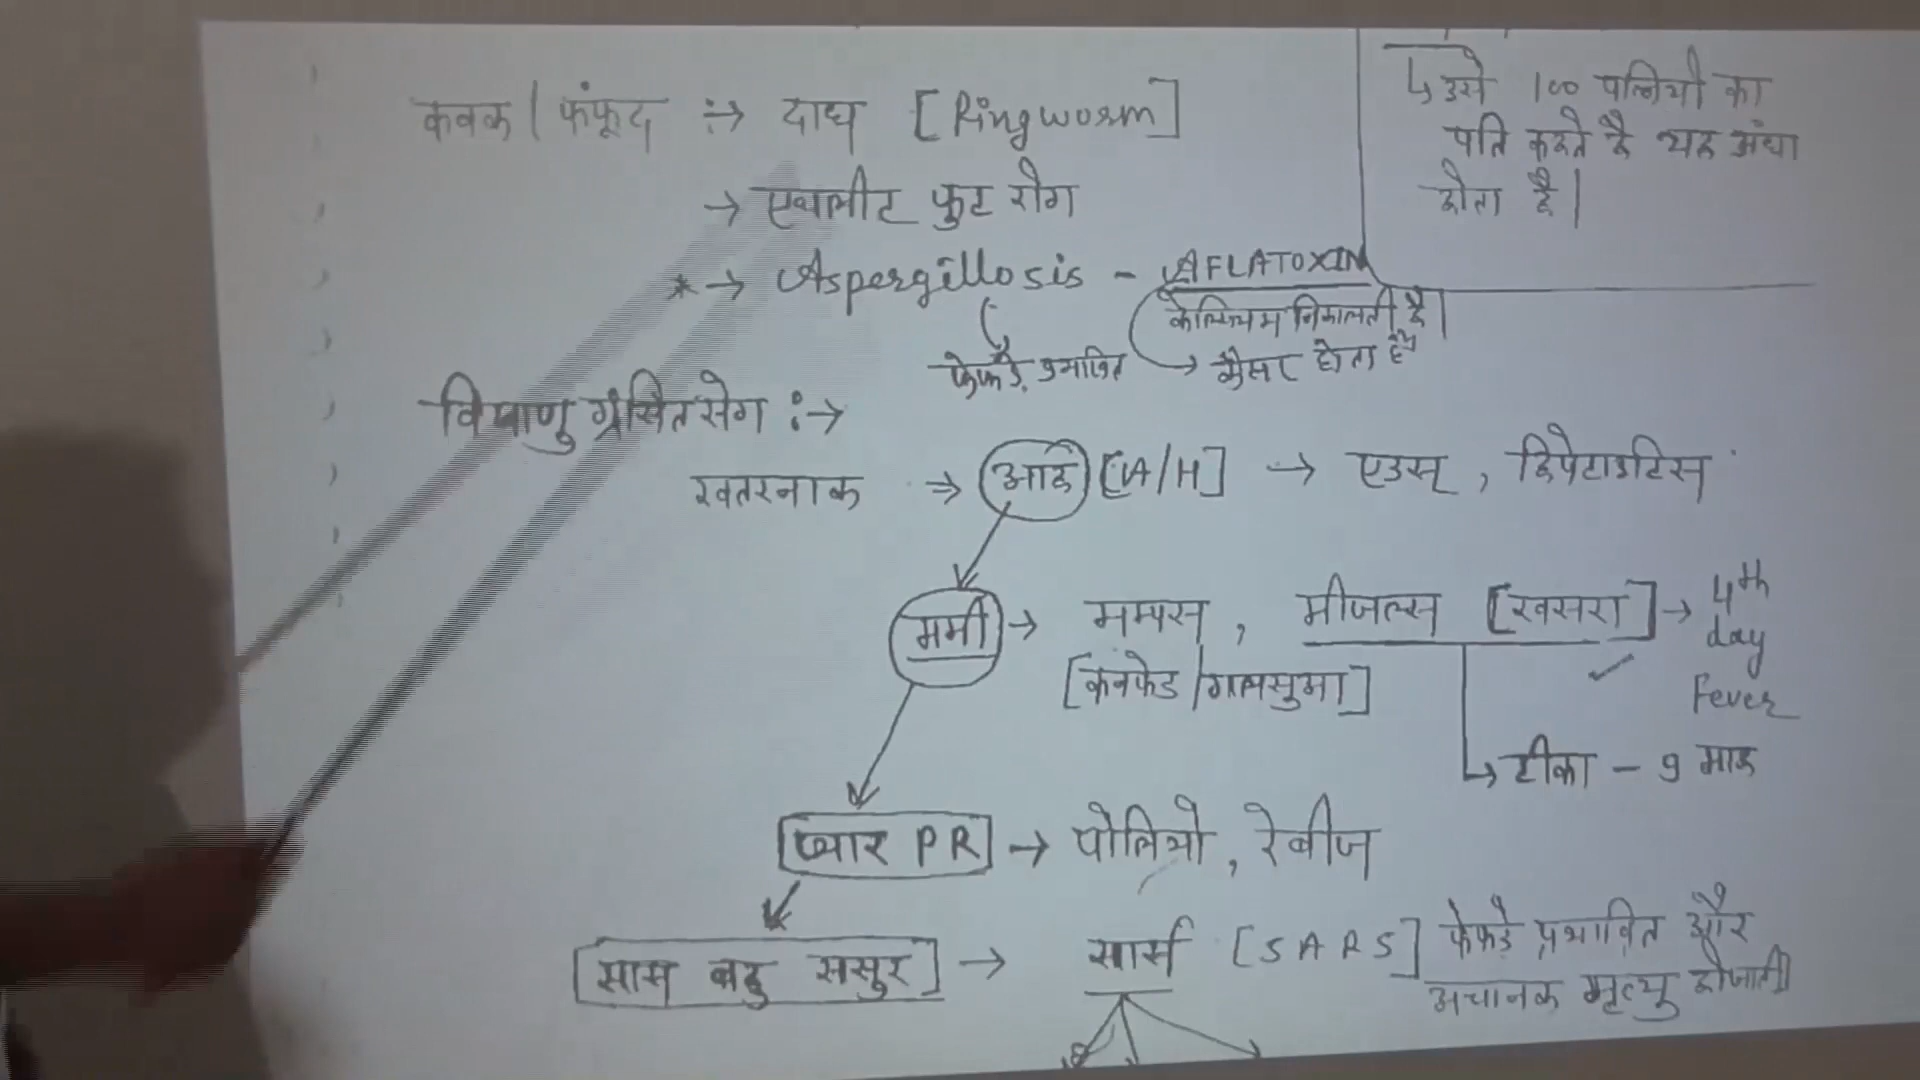 कवक / फंफूद :→ दाद्य [Ringworm]
→ एथलीट फुट रोग
* → Aspergillosis - AFLATOXIN
केल्शियम निकालती है|
फेफड़े प्रभावित → कैंसर होता है
↳ उसे 100 पत्नियों का
पति कहते है यह अंधा
होता है|
विषाणु ग्रसित रोग :→
खतरनाक → आह [A/H] → एडस्, हिपेटाइटिस
ममी → मम्पस, मीजल्स [खसरा] → 4th
day
Fever
[कनफेड/गलसुआ]
↳ टीका - 9 माह
प्यार PR → पोलियो, रेबीज
सास बहु ससुर → सार्स [SARS] फेफड़े प्रभावित और
अचानक मृत्यु होजाती